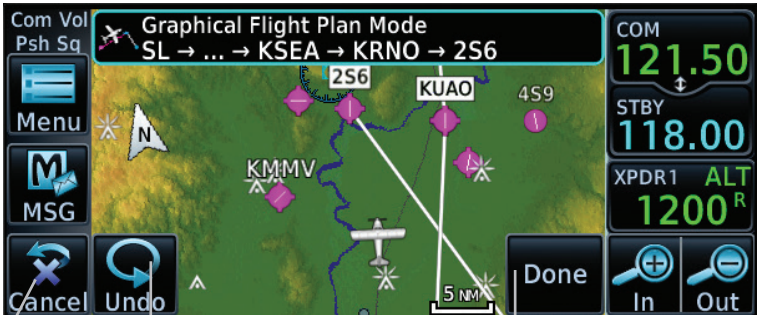 Com Vol
Psh Sq
Graphical Flight Plan Mode
SL → ... → KSEA → KRNO → 2S6
COM
121.50
STBY
118.00
XPDR1 ALT
1200 R
Menu
MSG
Cancel
Undo
N
2S6
KUAO
4S9
KMMV
5 NM
Done
In
Out